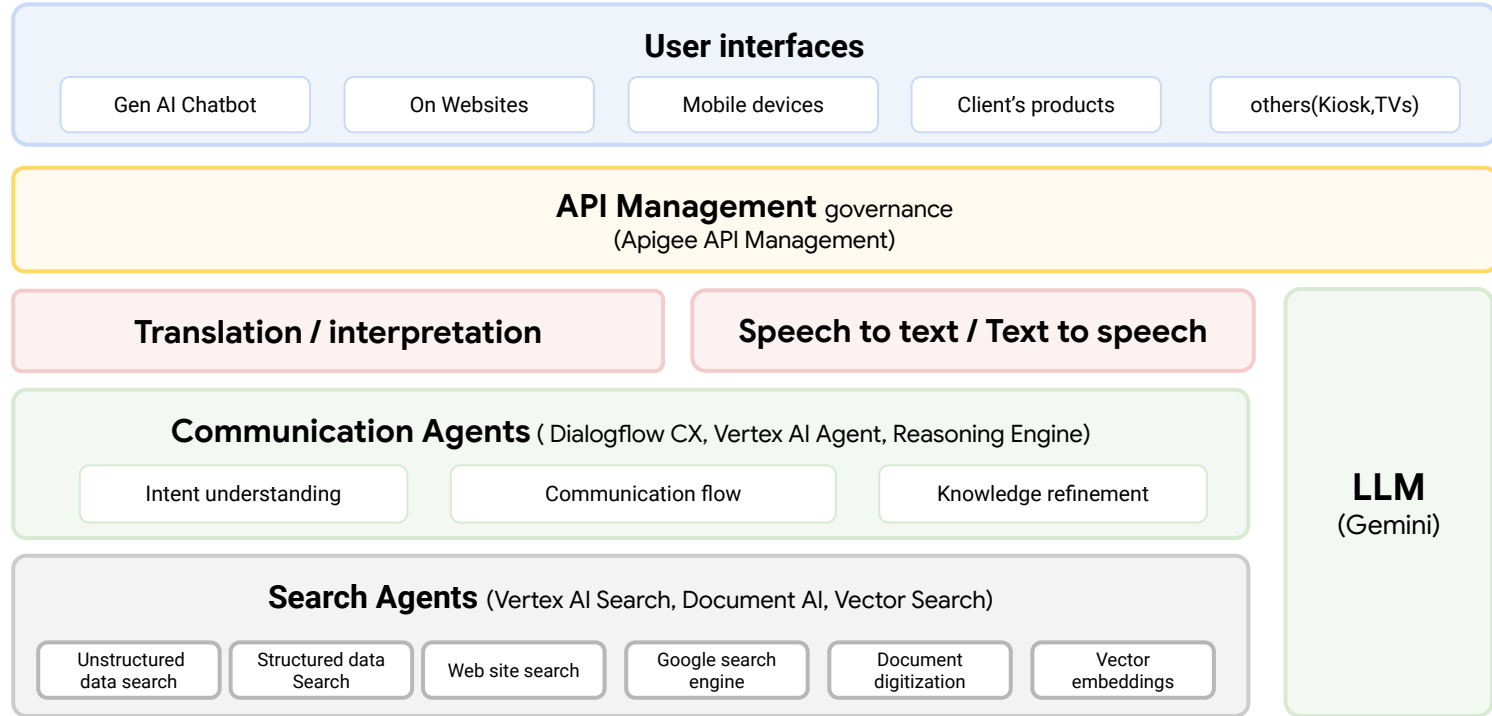 User interfaces
Gen AI Chatbot
On Websites
Mobile devices
Client's products
others(Kiosk,TVs)
API Management governance
(Apigee API Management)
Translation / interpretation
Speech to text / Text to speech
Communication Agents ( Dialogflow CX, Vertex AI Agent, Reasoning Engine)
Intent understanding
Communication flow
Knowledge refinement
LLM
(Gemini)
Search Agents (Vertex AI Search, Document AI, Vector Search)
Unstructured
data search
Structured data
Search
Web site search
Google search
engine
Document
digitization
Vector
embeddings